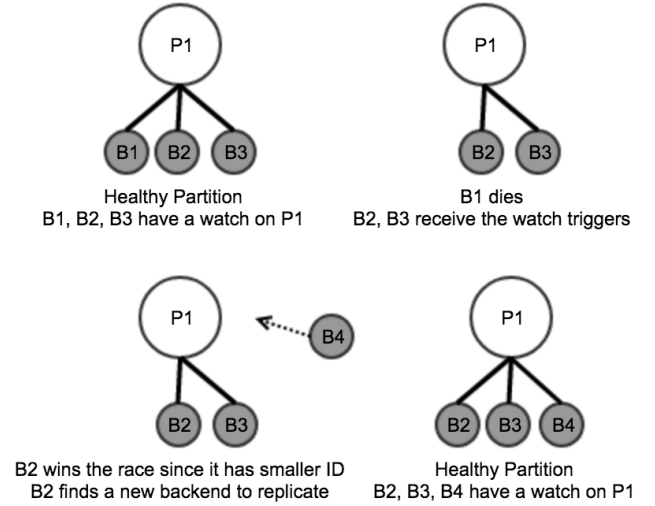 P1
B1 B2 B3
Healthy Partition
B1, B2, B3 have a watch on P1
P1
B2 B3
B1 dies
B2, B3 receive the watch triggers
P1
B4
B2 B3
B2 wins the race since it has smaller ID
B2 finds a new backend to replicate
P1
B2 B3 B4
Healthy Partition
B2, B3, B4 have a watch on P1